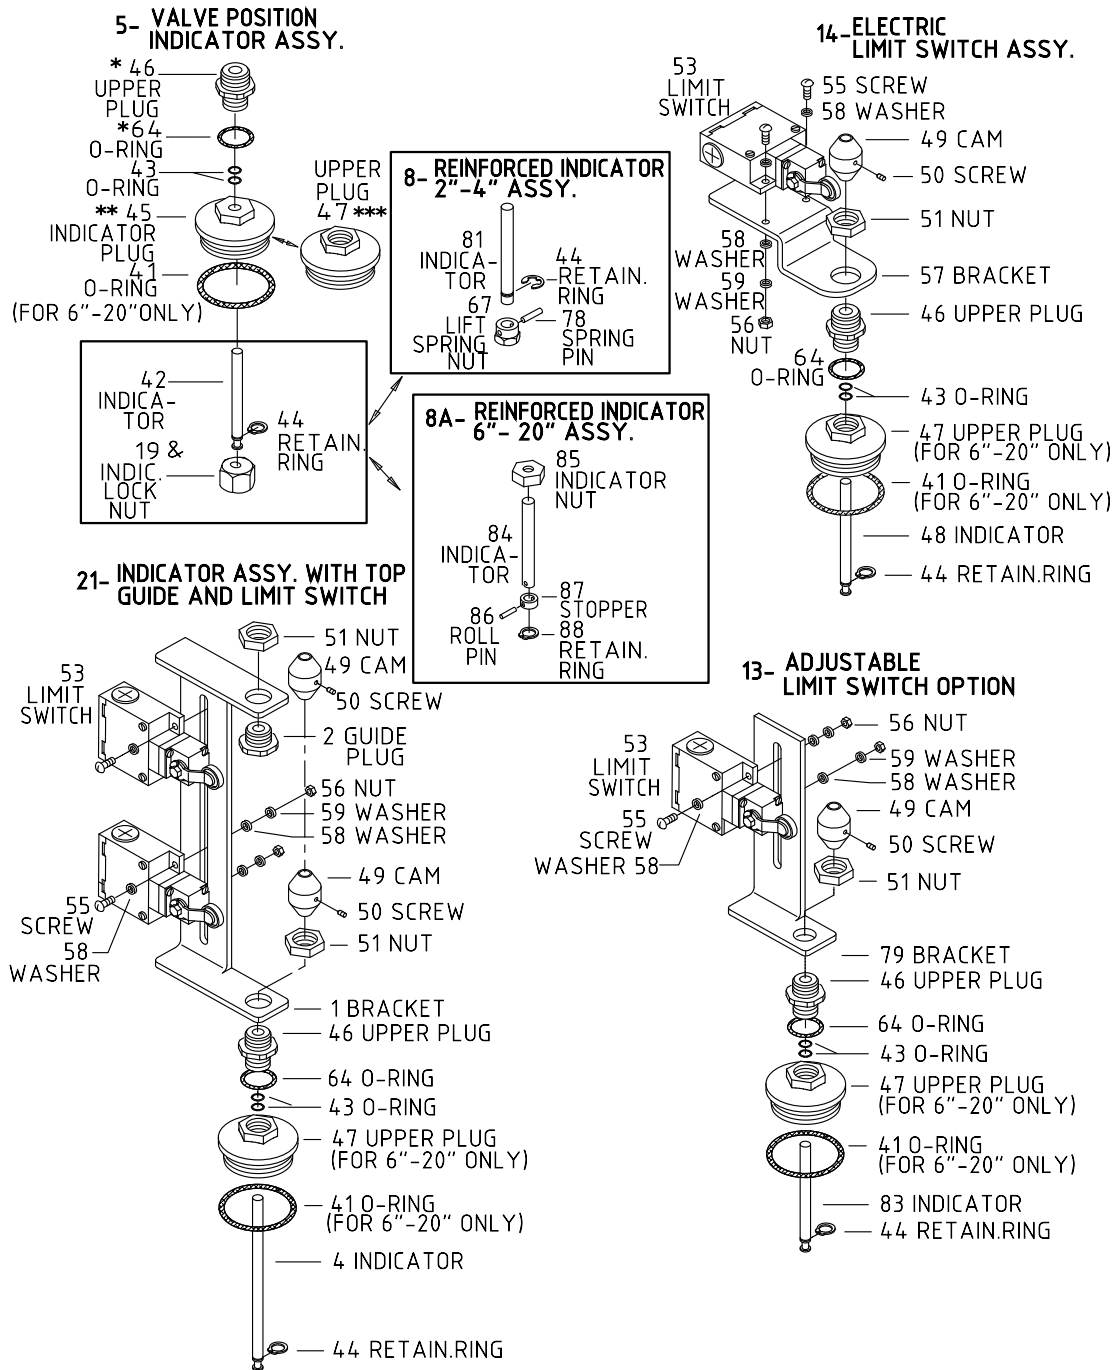 5- VALVE POSITION
INDICATOR ASSY.
* 46
UPPER
PLUG
*64
O-RING
43
O-RING
** 45
INDICATOR
PLUG
41
O-RING
(FOR 6"-20"ONLY)
UPPER
PLUG
47 ***
42
INDICA-
TOR
19 &
INDIC.
LOCK
NUT
44
RETAIN.
RING
8- REINFORCED INDICATOR
2"-4" ASSY.
81
INDICA-
TOR
44
RETAIN.
RING
67
LIFT
SPRING
NUT
78
SPRING
PIN
8A- REINFORCED INDICATOR
6"- 20" ASSY.
85
INDICATOR
NUT
84
INDICA-
TOR
87
STOPPER
86
ROLL
PIN
88
RETAIN.
RING
14- ELECTRIC
LIMIT SWITCH ASSY.
53
LIMIT
SWITCH
55 SCREW
58 WASHER
49 CAM
50 SCREW
51 NUT
58
WASHER
59
WASHER
56
NUT
57 BRACKET
46 UPPER PLUG
64
O-RING
43 O-RING
47 UPPER PLUG
(FOR 6"-20" ONLY)
41 O-RING
(FOR 6"-20" ONLY)
48 INDICATOR
44 RETAIN.RING
21- INDICATOR ASSY. WITH TOP
GUIDE AND LIMIT SWITCH
53
LIMIT
SWITCH
51 NUT
49 CAM
50 SCREW
2 GUIDE
PLUG
56 NUT
59 WASHER
58 WASHER
49 CAM
50 SCREW
51 NUT
55
SCREW
58
WASHER
1 BRACKET
46 UPPER PLUG
64 O-RING
43 O-RING
47 UPPER PLUG
(FOR 6"-20" ONLY)
41 O-RING
(FOR 6"-20" ONLY)
4 INDICATOR
44 RETAIN.RING
13- ADJUSTABLE
LIMIT SWITCH OPTION
53
LIMIT
SWITCH
56 NUT
59 WASHER
58 WASHER
49 CAM
50 SCREW
55
SCREW
WASHER 58
51 NUT
79 BRACKET
46 UPPER PLUG
64 O-RING
43 O-RING
47 UPPER PLUG
(FOR 6"-20" ONLY)
41 O-RING
(FOR 6"-20" ONLY)
83 INDICATOR
44 RETAIN.RING